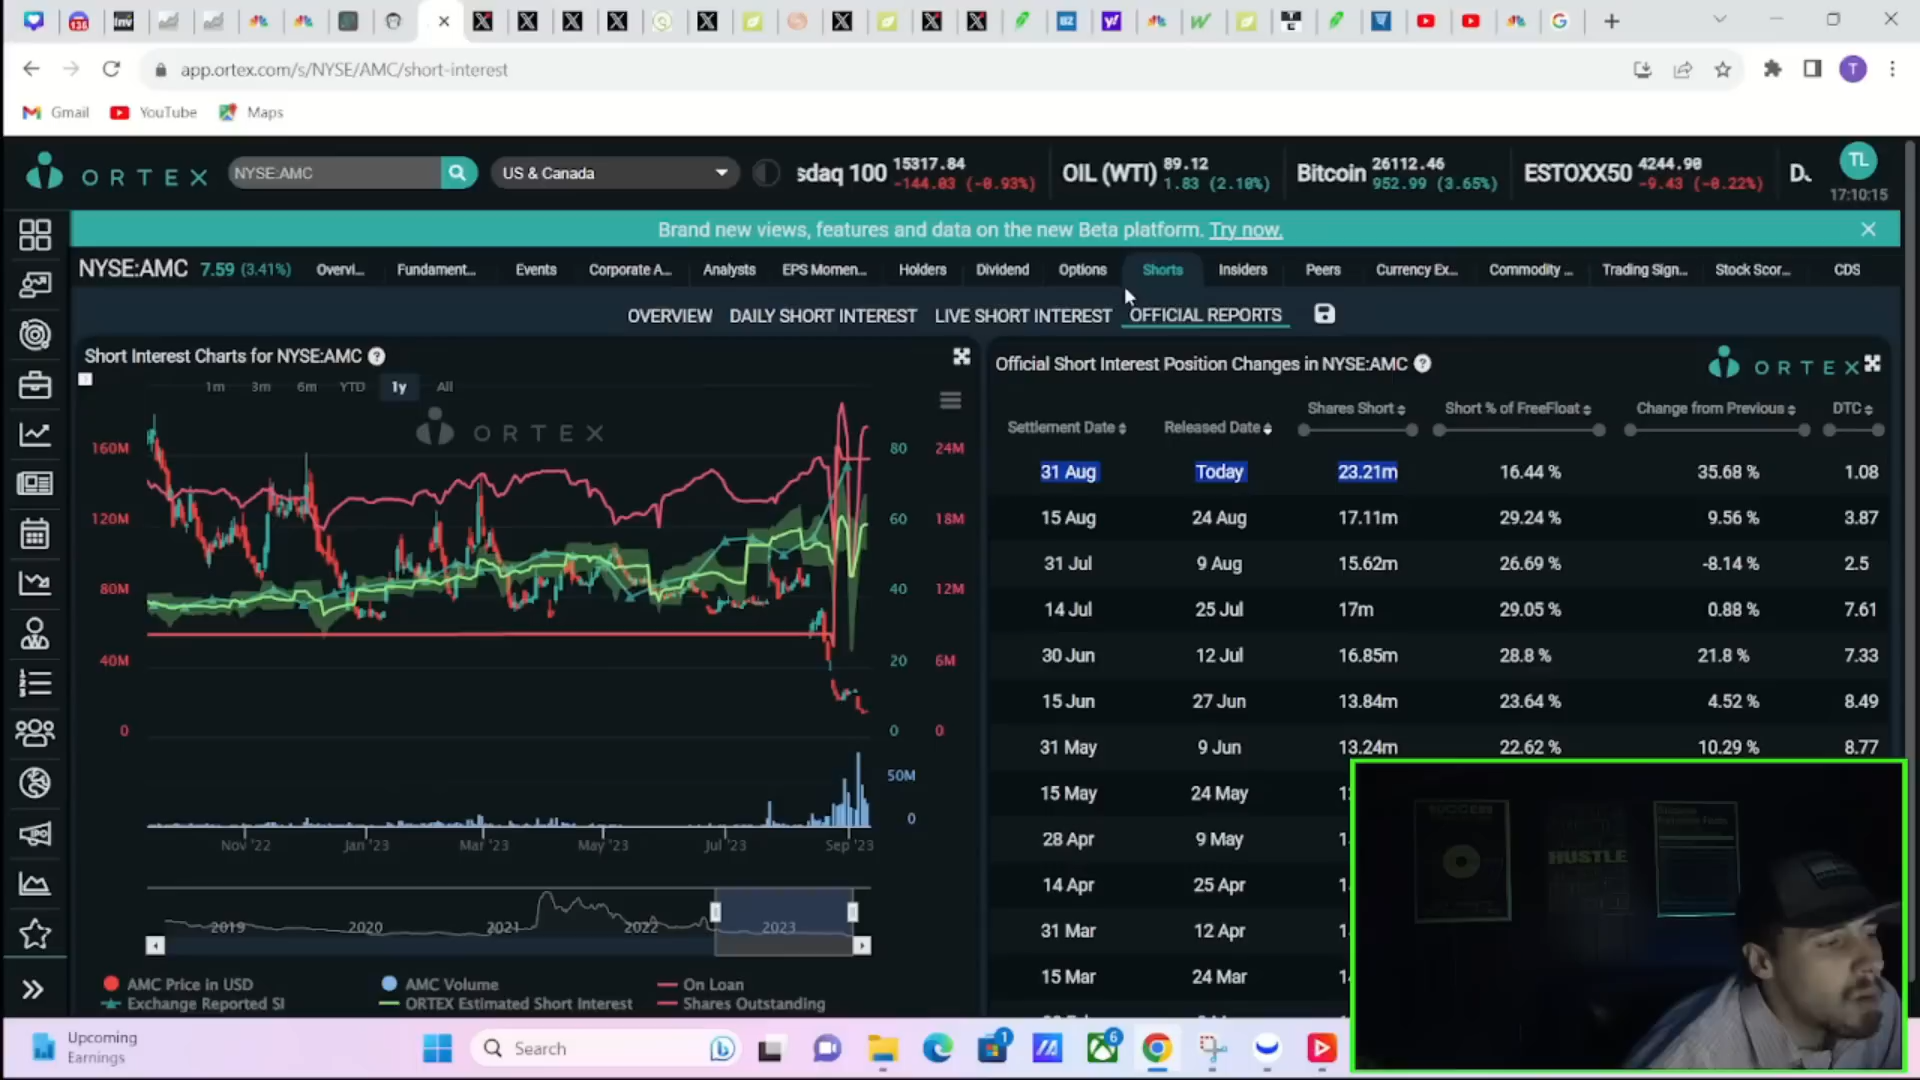 136
inv
BZ
app.ortex.com/s/NYSE/AMC/short-interest
T
Gmail
YouTube
Maps
ORTEX
NYSE:AMC
US & Canada
sdaq 100 15317.84 -144.03 (-0.93%)
OIL (WTI) 89.12 1.83 (2.10%)
Bitcoin 26112.46 952.99 (3.65%)
ESTOXX50 4244.90 -9.43 (-0.22%)
TL
17:10:15
Brand new views, features and data on the new Beta platform. Try now.
NYSE:AMC 7.59 (3.41%) Overvi... Fundament... Events Corporate A... Analysts EPS Momen... Holders Dividend Options Shorts Insiders Peers Currency Ex... Commodity ... Trading Sign... Stock Scor... CDS
OVERVIEW DAILY SHORT INTEREST LIVE SHORT INTEREST OFFICIAL REPORTS
Short Interest Charts for NYSE:AMC ?
1m 3m 6m YTD 1y All
ORTEX
160M 80 24M
120M 60 18M
80M 40 12M
40M 20 6M
0 0 0
50M
0
Nov '22 Jan '23 Mar '23 May '23 Jul '23 Sep '23
2019 2020 2021 2022 2023
AMC Price in USD AMC Volume On Loan
Exchange Reported SI ORTEX Estimated Short Interest Shares Outstanding
Official Short Interest Position Changes in NYSE:AMC ?
ORTEX
Settlement Date Released Date Shares Short Short % of FreeFloat Change from Previous DTC
31 Aug Today 23.21m 16.44 % 35.68 % 1.08
15 Aug 24 Aug 17.11m 29.24 % 9.56 % 3.87
31 Jul 9 Aug 15.62m 26.69 % -8.14 % 2.5
14 Jul 25 Jul 17m 29.05 % 0.88 % 7.61
30 Jun 12 Jul 16.85m 28.8 % 21.8 % 7.33
15 Jun 27 Jun 13.84m 23.64 % 4.52 % 8.49
31 May 9 Jun 13.24m 22.62 % 10.29 % 8.77
15 May 24 May
28 Apr 9 May
14 Apr 25 Apr
31 Mar 12 Apr
15 Mar 24 Mar
SUCCESS
HUSTLE
Upcoming
Earnings
Search
1
6